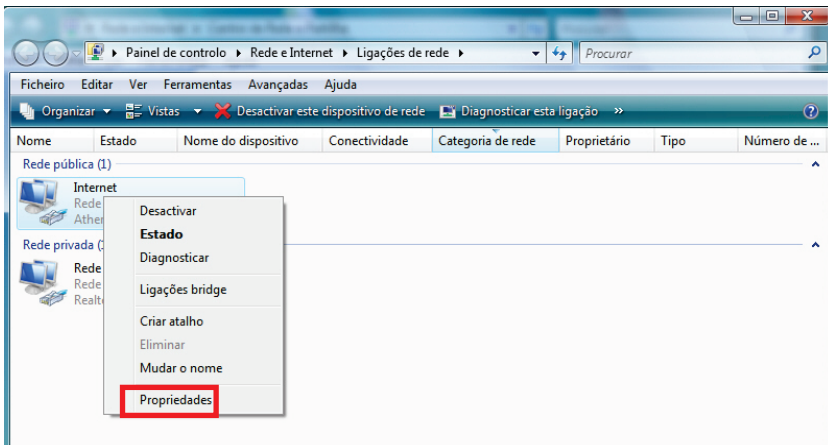 Painel de controlo Rede e Internet Ligações de rede Procurar
Ficheiro Editar Ver Ferramentas Avançadas Ajuda
Organizar Vistas Desactivar este dispositivo de rede Diagnosticar esta ligação »
Nome Estado Nome do dispositivo Conectividade Categoria de rede Proprietário Tipo Número de ...
Rede pública (1)
Internet
Rede
Desactivar
Estado
Diagnosticar
Ligações bridge
Criar atalho
Eliminar
Mudar o nome
Propriedades
Rede privada
Rede
Rede